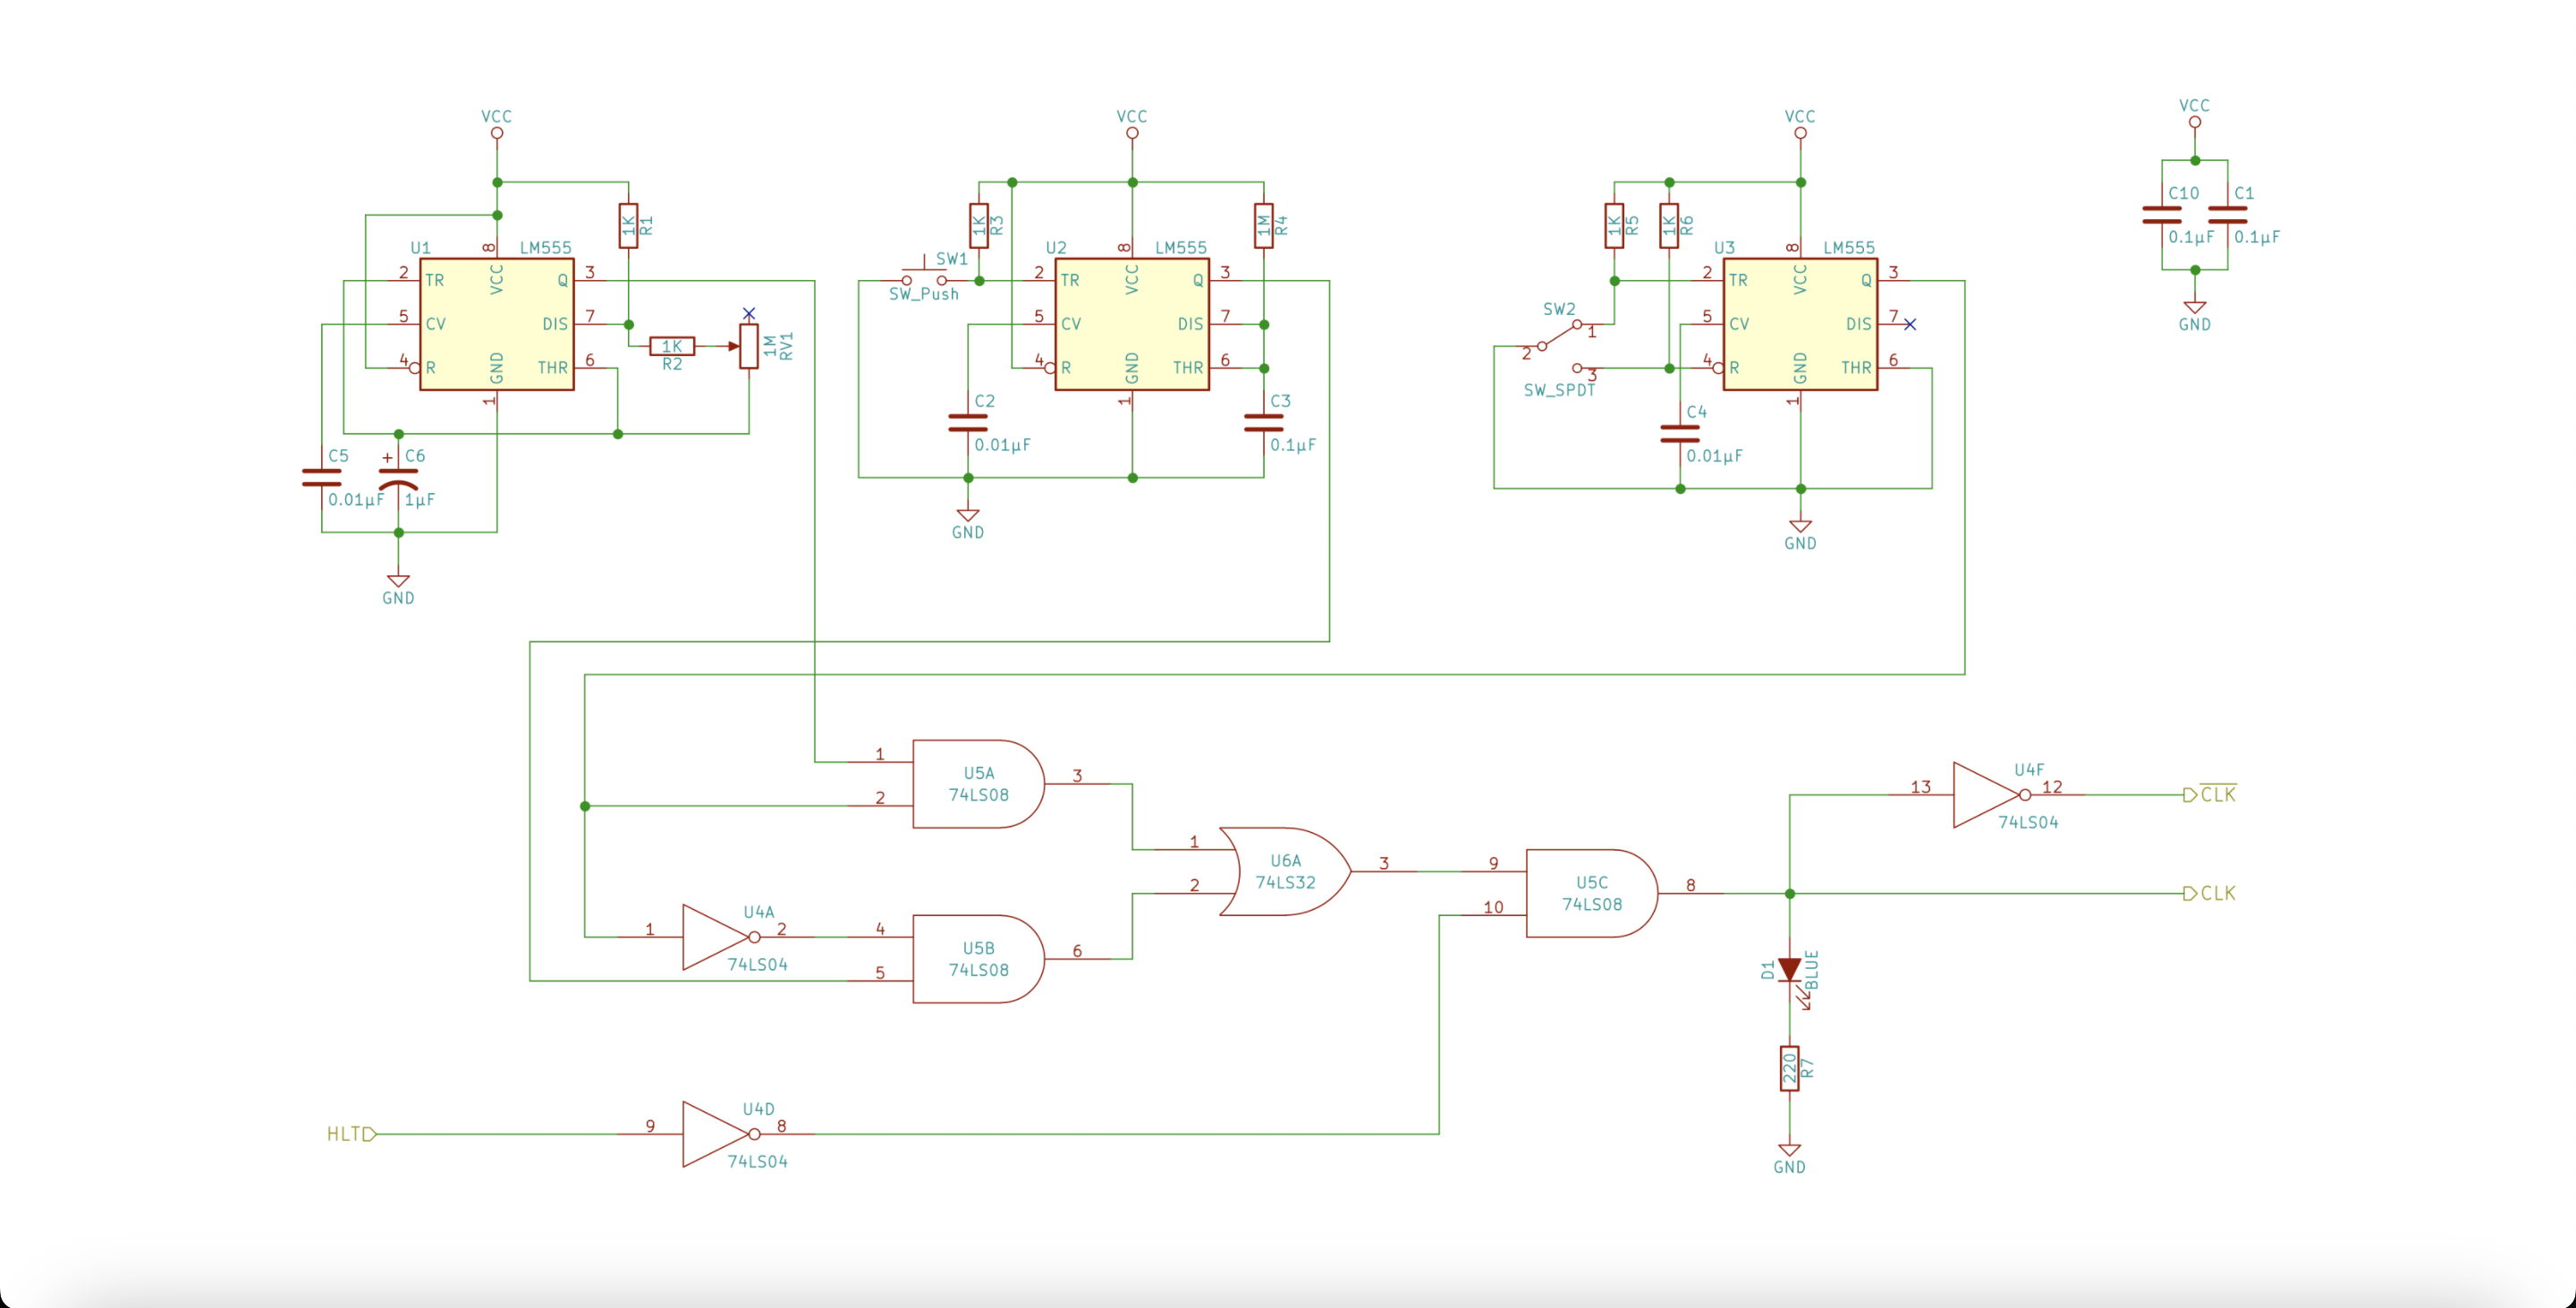 VCC
VCC
VCC
VCC
1K
R1
1K
R3
1M
R4
1K
R5
1K
R6
C10
0.1µF
C1
0.1µF
GND
U1
8
LM555
2
TR
VCC
Q
3
5
CV
DIS
7
4
R
GND
THR
6
1
1K
R2
1M
RV1
C5
0.01µF
+
C6
1µF
GND
SW1
SW_Push
U2
8
LM555
2
TR
VCC
Q
3
5
CV
DIS
7
4
R
GND
THR
6
1
C2
0.01µF
C3
0.1µF
GND
SW2
1
2
3
SW_SPDT
U3
8
LM555
2
TR
VCC
Q
3
5
CV
DIS
7
4
R
GND
THR
6
1
C4
0.01µF
GND
1
2
U5A
74LS08
3
1
U4A
2
74LS04
4
5
U5B
74LS08
6
1
2
U6A
74LS32
3
9
10
U5C
74LS08
8
13
U4F
12
74LS04
CLK
CLK
D1
BLUE
220
R7
GND
HLT
9
U4D
8
74LS04